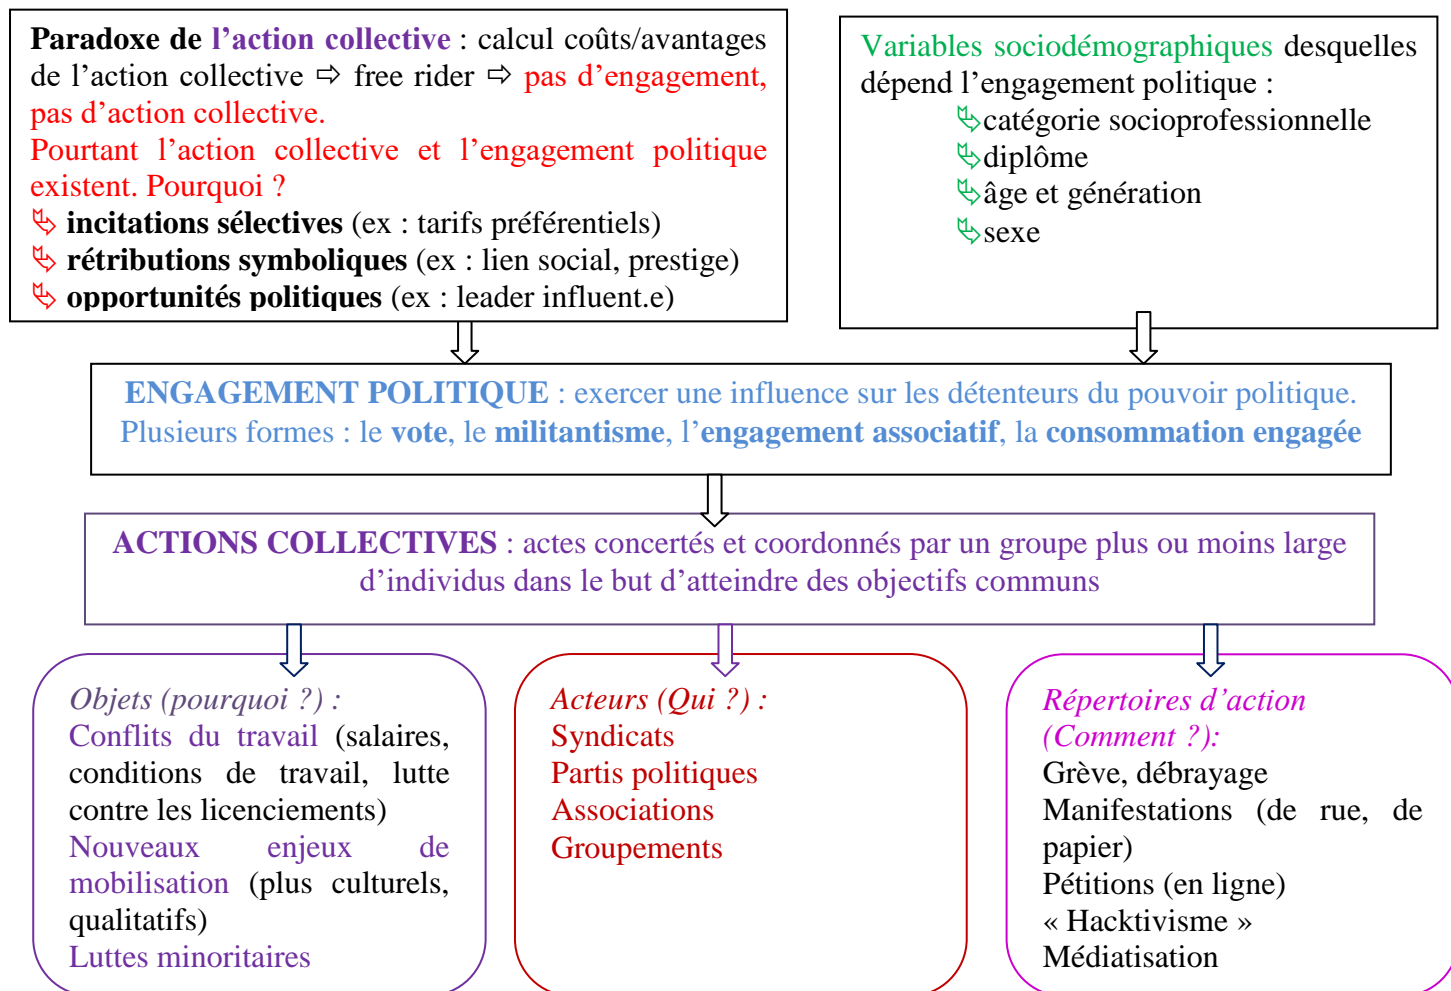 Paradoxe de l'action collective : calcul coûts/avantages
de l'action collective ⇨ free rider ⇨ pas d'engagement,
pas d'action collective.
Pourtant l'action collective et l'engagement politique
existent. Pourquoi ?
incitations sélectives (ex : tarifs préférentiels)
rétributions symboliques (ex : lien social, prestige)
opportunités politiques (ex : leader influent.e)
Variables sociodémographiques desquelles
dépend l'engagement politique :
catégorie socioprofessionnelle
diplôme
âge et génération
sexe
ENGAGEMENT POLITIQUE : exercer une influence sur les détenteurs du pouvoir politique.
Plusieurs formes : le vote, le militantisme, l'engagement associatif, la consommation engagée
ACTIONS COLLECTIVES : actes concertés et coordonnés par un groupe plus ou moins large
d'individus dans le but d'atteindre des objectifs communs
Objets (pourquoi ?) :
Conflits du travail (salaires,
conditions de travail, lutte
contre les licenciements)
Nouveaux enjeux de
mobilisation (plus culturels,
qualitatifs)
Luttes minoritaires
Acteurs (Qui ?) :
Syndicats
Partis politiques
Associations
Groupements
Répertoires d'action
(Comment ?):
Grève, débrayage
Manifestations (de rue, de
papier)
Pétitions (en ligne)
« Hacktivisme »
Médiatisation